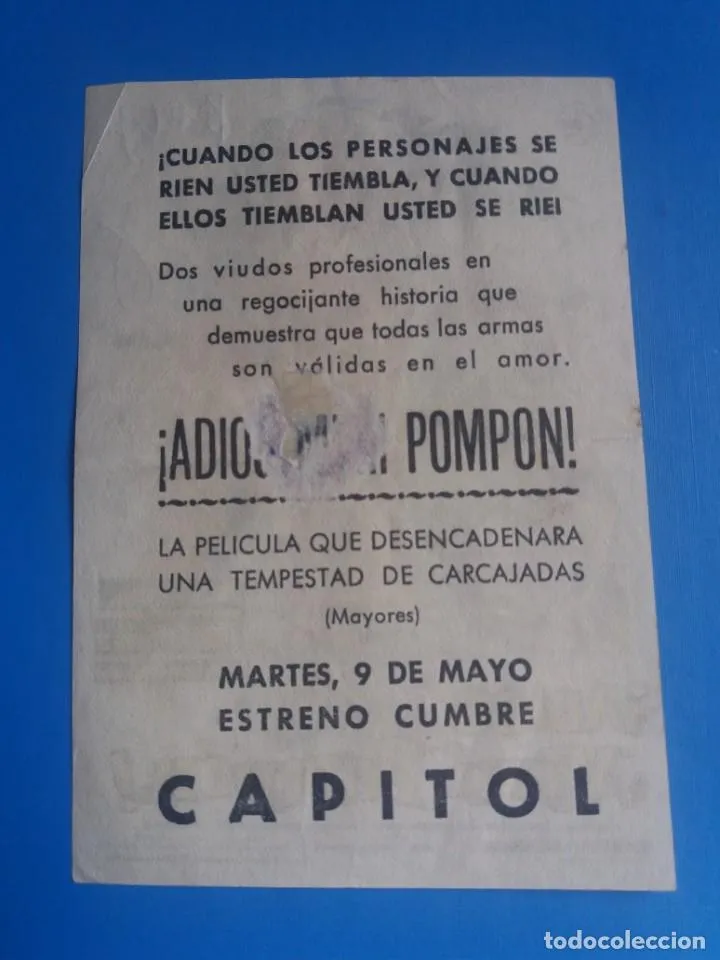 ¡CUANDO LOS PERSONAJES SE
RIEN USTED TIEMBLA, Y CUANDO
ELLOS TIEMBLAN USTED SE RIE!
Dos viudos profesionales en
una regocijante historia que
demuestra que todas las armas
son válidas en el amor.
¡ADIOS POMPON!
LA PELICULA QUE DESENCADENARA
UNA TEMPESTAD DE CARCAJADAS
(Mayores)
MARTES, 9 DE MAYO
ESTRENO CUMBRE
CAPITOL
todocoleccion